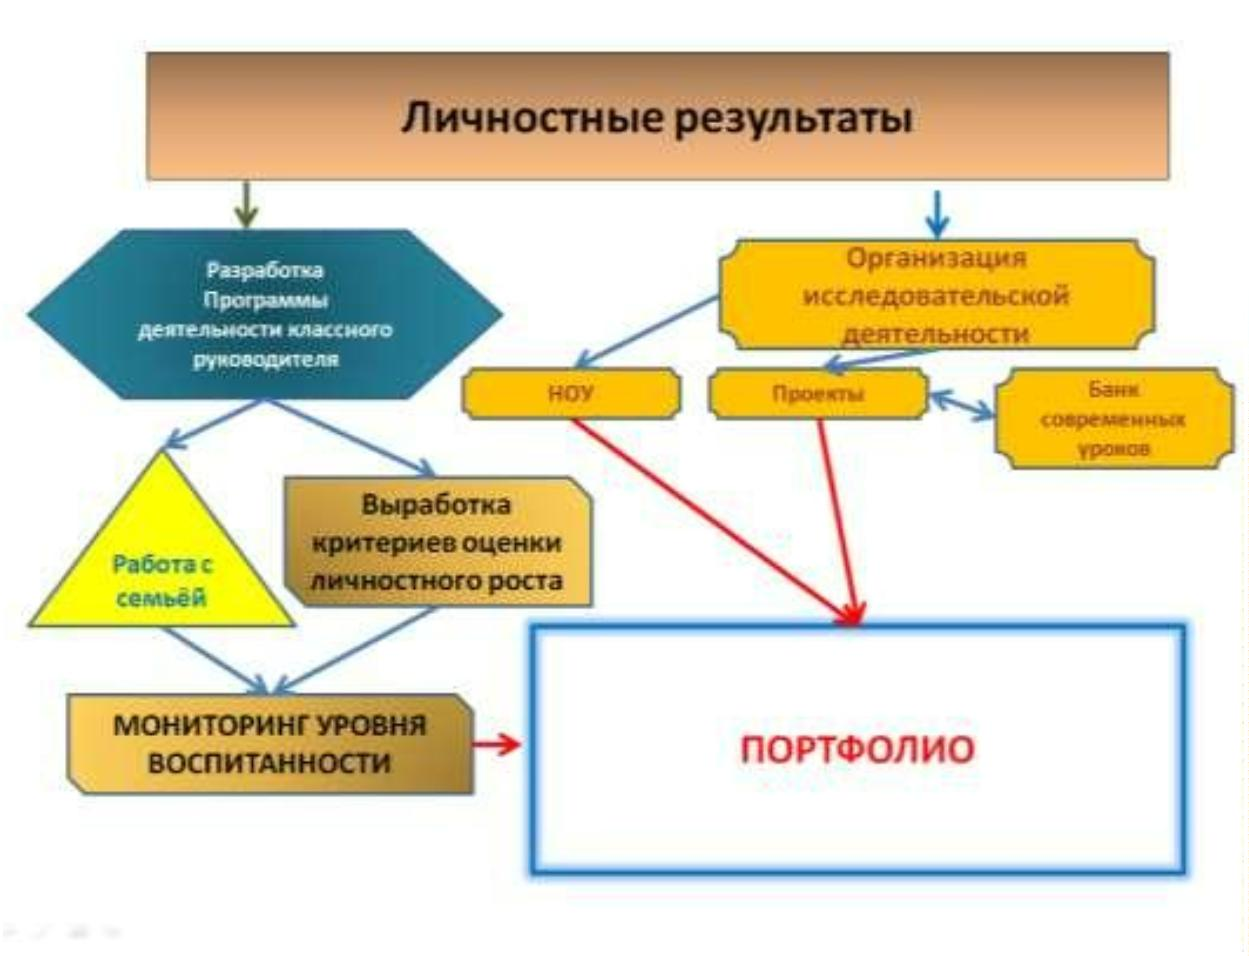 Личностные результаты
Разработка
Программы
деятельности классного
руководителя
Организация
исследовательской
деятельности
НОУ
Проекты
Банк
современных
уроков
Работа с
семьёй
Выработка
критериев оценки
личностного роста
МОНИТОРИНГ УРОВНЯ
ВОСПИТАННОСТИ
ПОРТФОЛИО